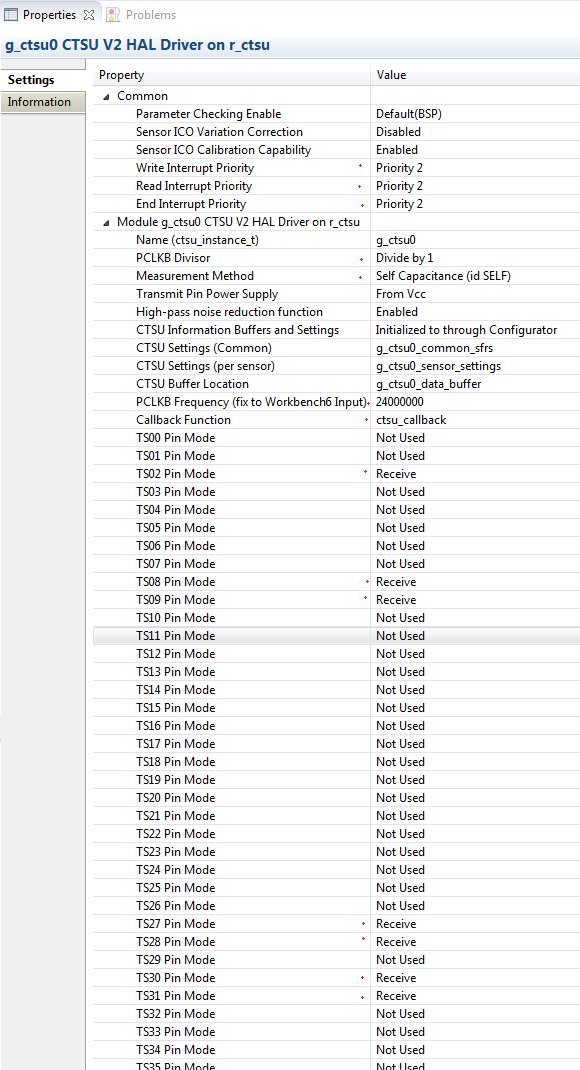 Properties Problems
g_ctsu0 CTSU V2 HAL Driver on r_ctsu
Settings
Information
Property Value
Common
Parameter Checking Enable Default(BSP)
Sensor ICO Variation Correction Disabled
Sensor ICO Calibration Capability Enabled
Write Interrupt Priority Priority 2
Read Interrupt Priority Priority 2
End Interrupt Priority Priority 2
Module g_ctsu0 CTSU V2 HAL Driver on r_ctsu
Name (ctsu_instance_t) g_ctsu0
PCLKB Divisor Divide by 1
Measurement Method Self Capacitance (id SELF)
Transmit Pin Power Supply From Vcc
High-pass noise reduction function Enabled
CTSU Information Buffers and Settings Initialized to through Configurator
CTSU Settings (Common) g_ctsu0_common_sfrs
CTSU Settings (per sensor) g_ctsu0_sensor_settings
CTSU Buffer Location g_ctsu0_data_buffer
PCLKB Frequency (fix to Workbench6 Input) 24000000
Callback Function ctsu_callback
TS00 Pin Mode Not Used
TS01 Pin Mode Not Used
TS02 Pin Mode Receive
TS03 Pin Mode Not Used
TS04 Pin Mode Not Used
TS05 Pin Mode Not Used
TS06 Pin Mode Not Used
TS07 Pin Mode Not Used
TS08 Pin Mode Receive
TS09 Pin Mode Receive
TS10 Pin Mode Not Used
TS11 Pin Mode Not Used
TS12 Pin Mode Not Used
TS13 Pin Mode Not Used
TS14 Pin Mode Not Used
TS15 Pin Mode Not Used
TS16 Pin Mode Not Used
TS17 Pin Mode Not Used
TS18 Pin Mode Not Used
TS19 Pin Mode Not Used
TS20 Pin Mode Not Used
TS21 Pin Mode Not Used
TS22 Pin Mode Not Used
TS23 Pin Mode Not Used
TS24 Pin Mode Not Used
TS25 Pin Mode Not Used
TS26 Pin Mode Not Used
TS27 Pin Mode Receive
TS28 Pin Mode Receive
TS29 Pin Mode Not Used
TS30 Pin Mode Receive
TS31 Pin Mode Receive
TS32 Pin Mode Not Used
TS33 Pin Mode Not Used
TS34 Pin Mode Not Used
TS35 Pin Mode Not Used